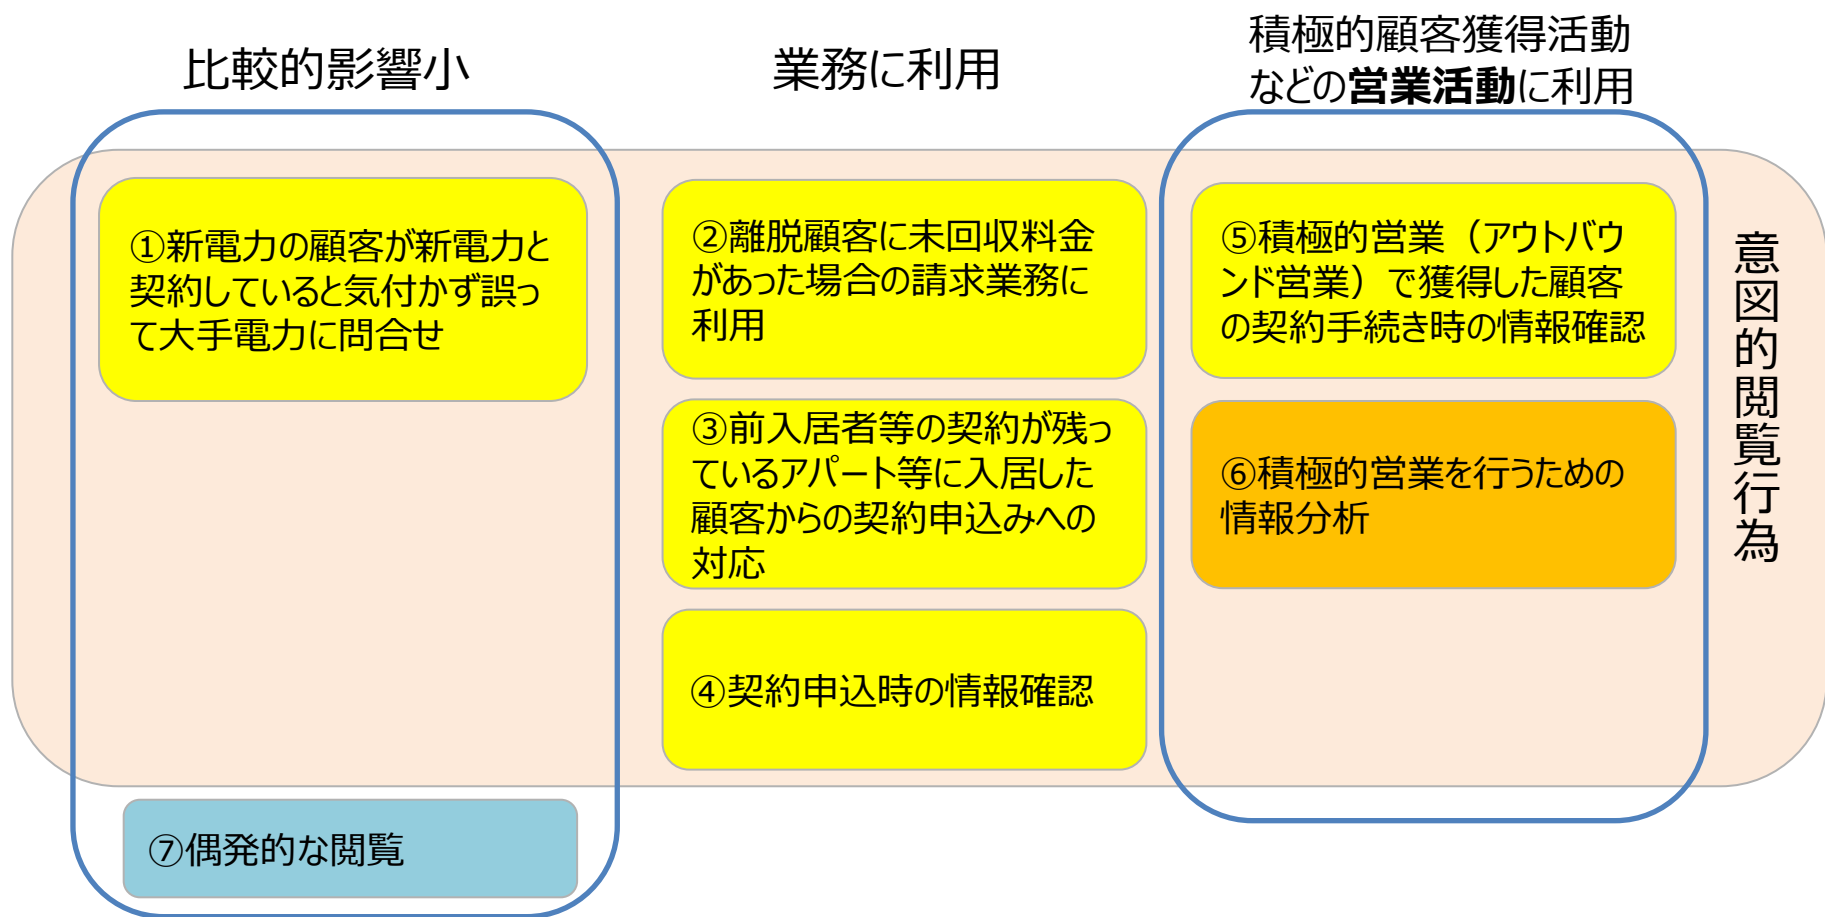 比較的影響小
業務に利用
積極的顧客獲得活動
などの営業活動に利用
①新電力の顧客が新電力と
契約していると気付かず誤っ
て大手電力に問合せ
②離脱顧客に未回収料金
があった場合の請求業務に
利用
③前入居者等の契約が残っ
ているアパート等に入居した
顧客からの契約申込みへの
対応
④契約申込時の情報確認
⑤積極的営業（アウトバウ
ンド営業）で獲得した顧客
の契約手続き時の情報確認
⑥積極的営業を行うための
情報分析
意図的閲覧行為
⑦偶発的な閲覧